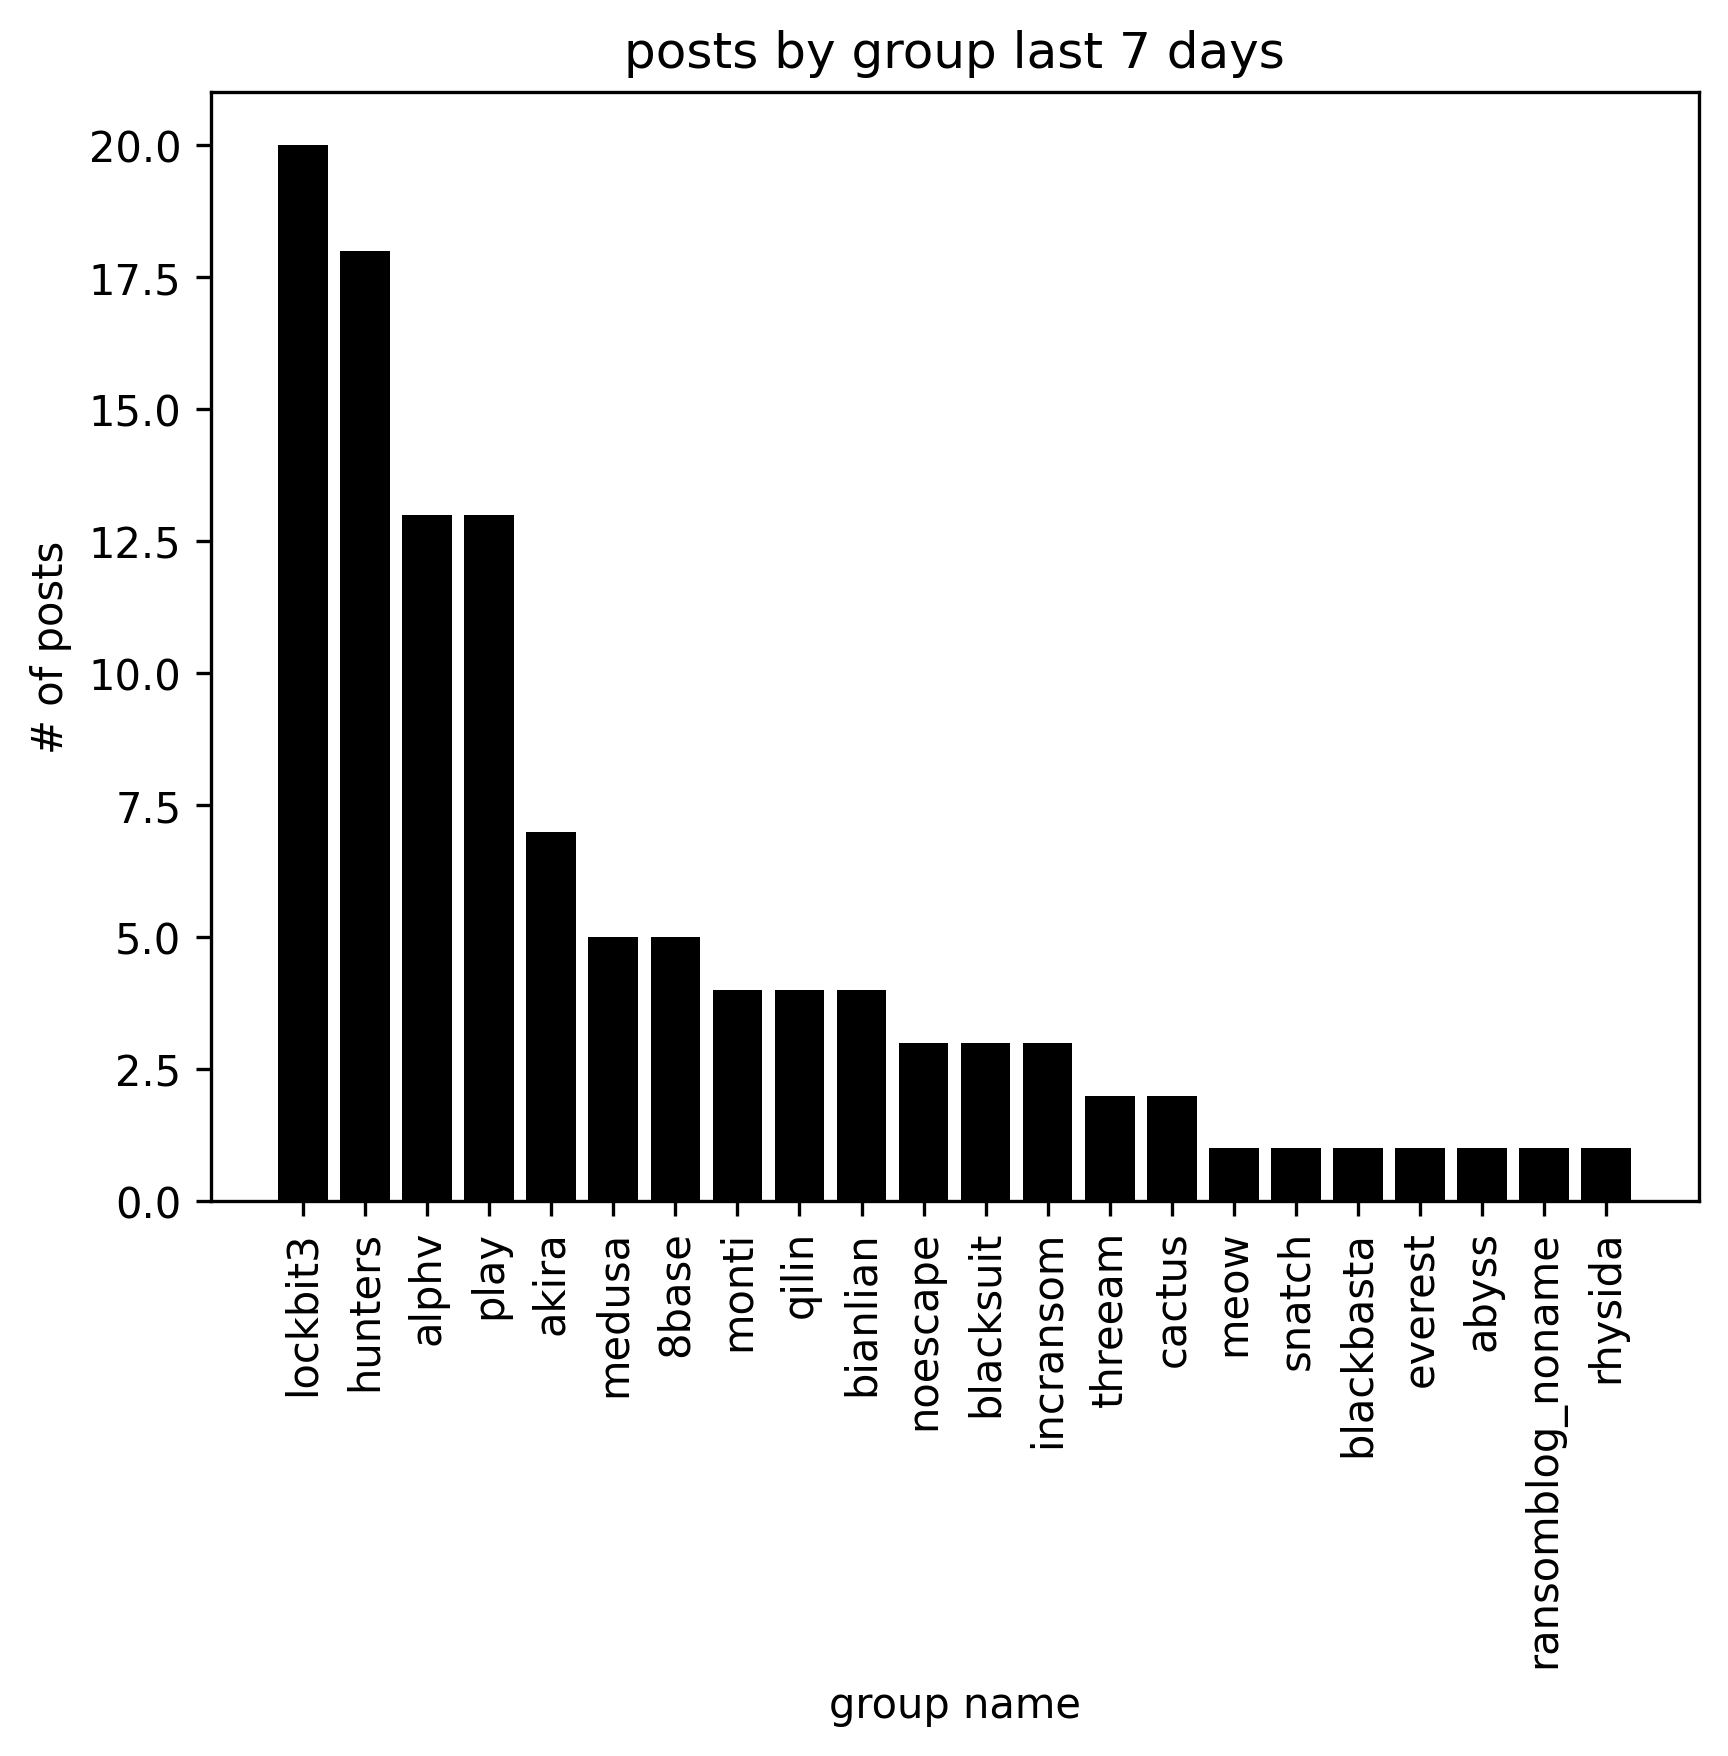 posts by group last 7 days
20.0
17.5
15.0
12.5
10.0
7.5
5.0
2.5
0.0
# of posts
lockbit3
hunters
alphv
play
akira
medusa
8base
monti
qilin
bianlian
noescape
blacksuit
incransom
threeam
cactus
meow
snatch
blackbasta
everest
abyss
ransomblog_noname
rhysida
group name